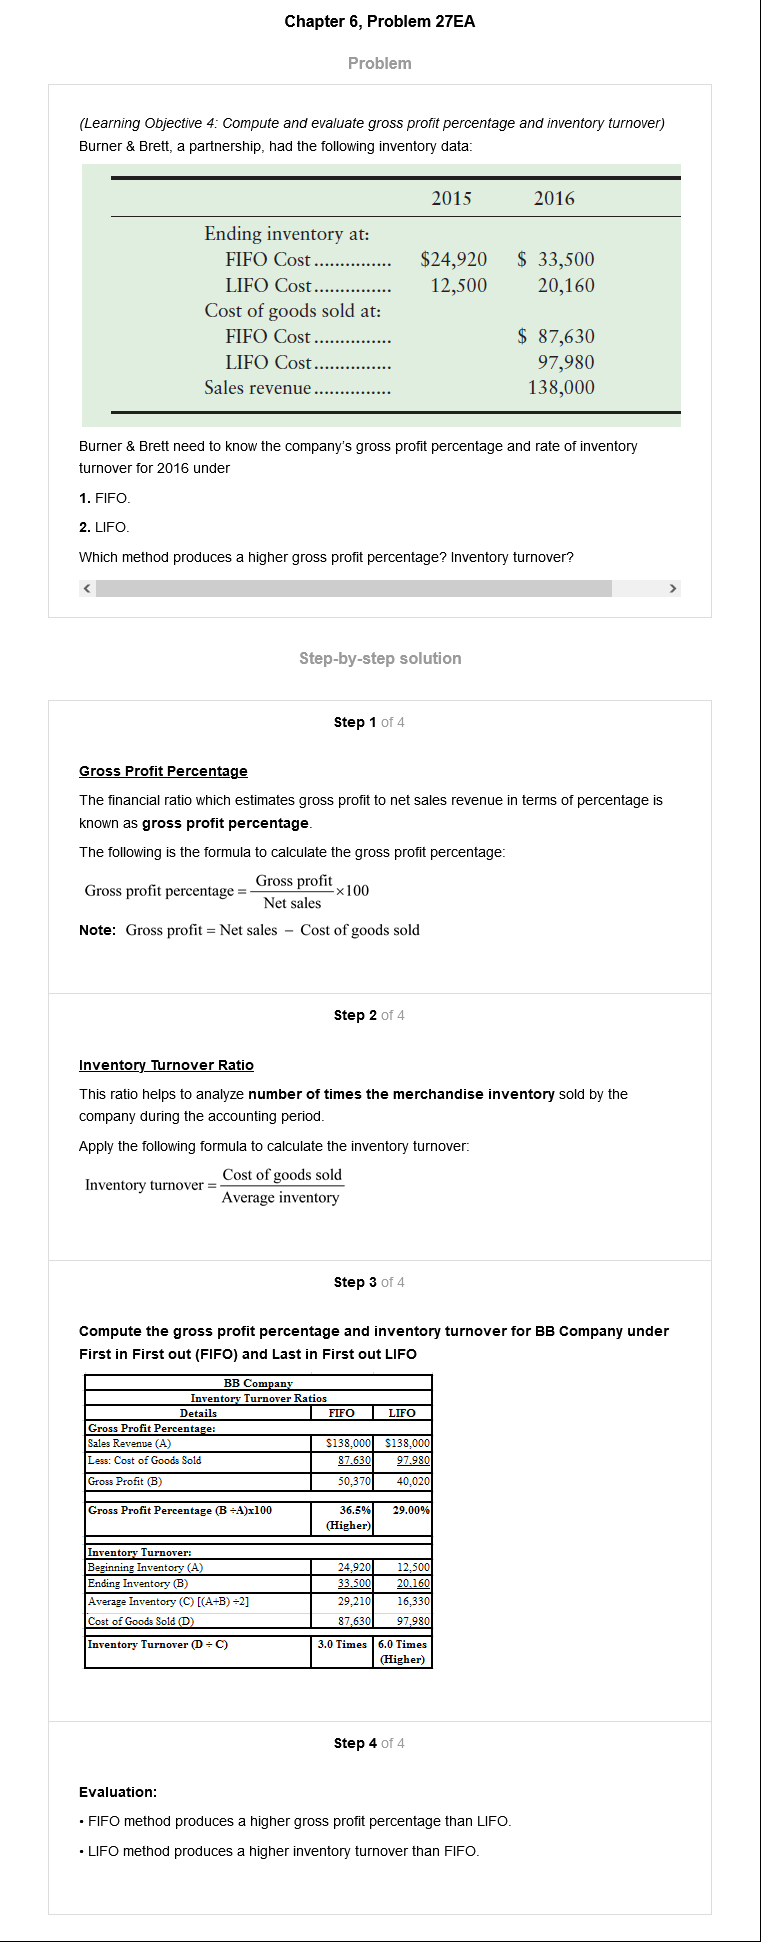 Chapter 6, Problem 27EA
Problem
(Learning Objective 4: Compute and evaluate gross profit percentage and inventory turnover)
Burner & Brett, a partnership, had the following inventory data:
2015 2016
Ending inventory at:
FIFO Cost ............... $24,920 $ 33,500
LIFO Cost ............... 12,500 20,160
Cost of goods sold at:
FIFO Cost ............... $ 87,630
LIFO Cost ............... 97,980
Sales revenue ............... 138,000
Burner & Brett need to know the company's gross profit percentage and rate of inventory
turnover for 2016 under
1. FIFO.
2. LIFO.
Which method produces a higher gross profit percentage? Inventory turnover?
Step-by-step solution
Step 1 of 4
Gross Profit Percentage
The financial ratio which estimates gross profit to net sales revenue in terms of percentage is
known as gross profit percentage.
The following is the formula to calculate the gross profit percentage:
Gross profit percentage = Gross profit / Net sales ×100
Note: Gross profit = Net sales − Cost of goods sold
Step 2 of 4
Inventory Turnover Ratio
This ratio helps to analyze number of times the merchandise inventory sold by the
company during the accounting period.
Apply the following formula to calculate the inventory turnover:
Inventory turnover = Cost of goods sold / Average inventory
Step 3 of 4
Compute the gross profit percentage and inventory turnover for BB Company under
First in First out (FIFO) and Last in First out LIFO
BB Company
Inventory Turnover Ratios
Details FIFO LIFO
Gross Profit Percentage:
Sales Revenue (A) $138,000 $138,000
Less: Cost of Goods Sold 87,630 97,980
Gross Profit (B) 50,370 40,020
Gross Profit Percentage (B ÷A)x100 36.5% 29.00%
(Higher)
Inventory Turnover:
Beginning Inventory (A) 24,920 12,500
Ending Inventory (B) 33,500 20,160
Average Inventory (C) [(A+B) ÷2] 29,210 16,330
Cost of Goods Sold (D) 87,630 97,980
Inventory Turnover (D ÷ C) 3.0 Times 6.0 Times
(Higher)
Step 4 of 4
Evaluation:
• FIFO method produces a higher gross profit percentage than LIFO.
• LIFO method produces a higher inventory turnover than FIFO.